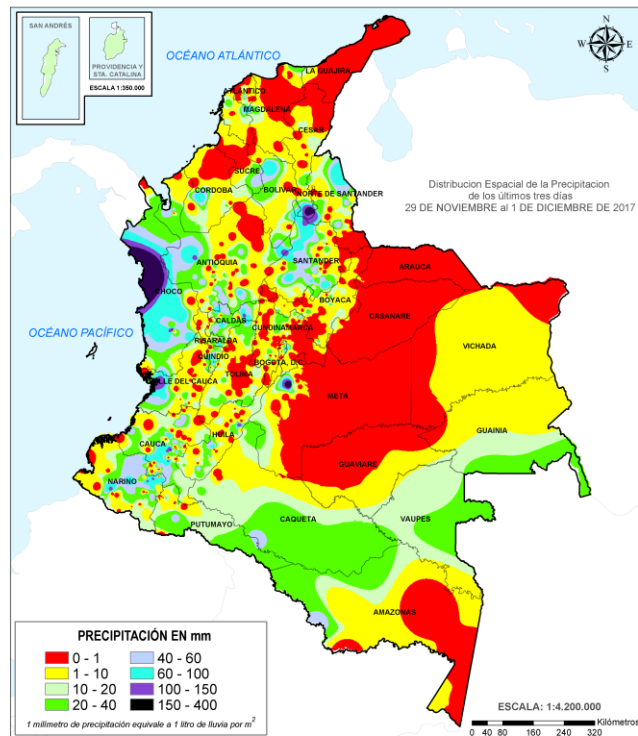 SAN ANDRÉS
PROVIDENCIA Y
STA. CATALINA
ESCALA 1:350.000
OCÉANO ATLÁNTICO
N
W E
S
LA GUAJIRA
ATLÁNTICO
MAGDALENA
CESAR
SUCRE
CORDOBA
BOLIVAR
NORTE DE SANTANDER
Distribucion Espacial de la Precipitacion
de los últimos tres días
29 DE NOVIEMBRE al 1 DE DICIEMBRE DE 2017
ANTIOQUIA
SANTANDER
ARAUCA
CHOCO
BOYACA
CASANARE
OCÉANO PACÍFICO
CALDAS
CUNDINAMARCA
RISARALDA
VICHADA
QUINDIO
BOGOTA, D.C.
TOLIMA
VALLE DEL CAUCA
META
GUAINIA
HUILA
CAUCA
GUAVIARE
NARIÑO
CAQUETA
VAUPES
PUTUMAYO
AMAZONAS
PRECIPITACIÓN EN mm
0 - 1 40 - 60
1 - 10 60 - 100
10 - 20 100 - 150
20 - 40 150 - 400
1 milimetro de precipitación equivale a 1 litro de lluvia por m2
ESCALA: 1:4.200.000
Kilómetros
0 40 80 160 240 320